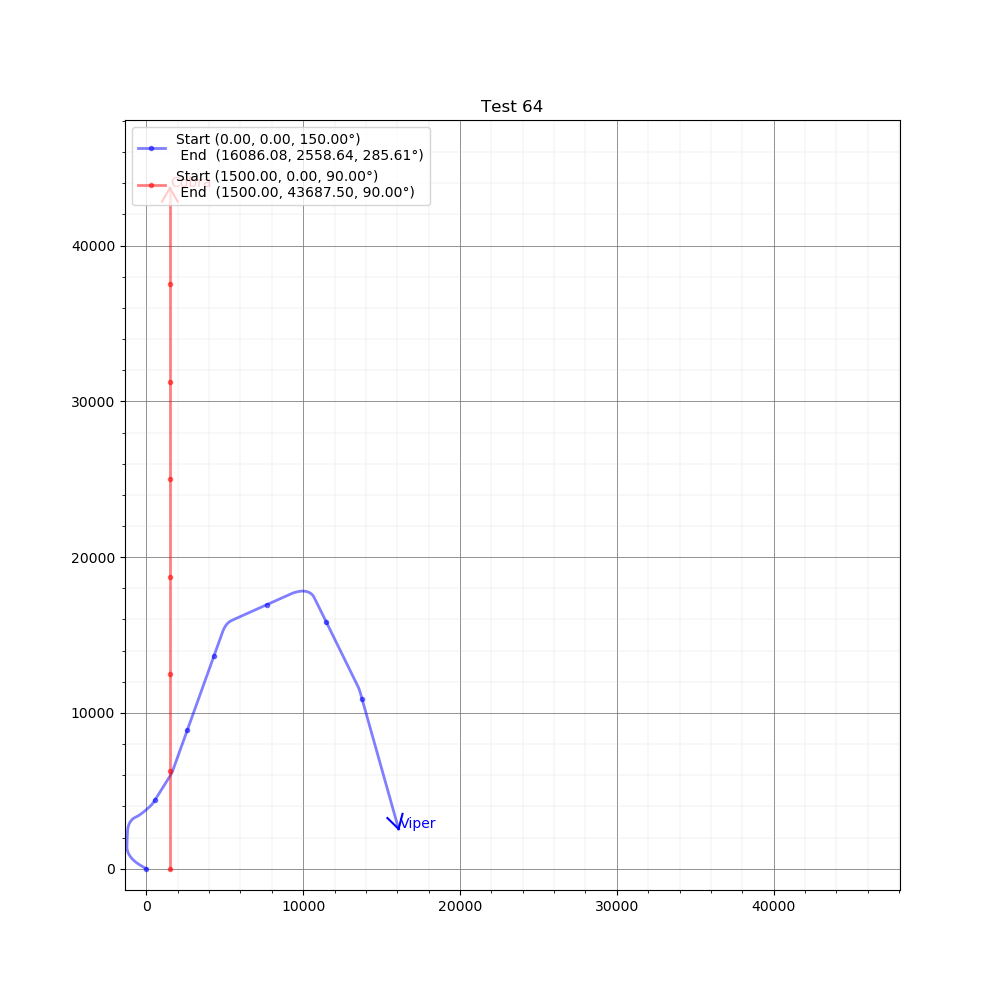 Test 64
Start (0.00, 0.00, 150.00°)
End (16086.08, 2558.64, 285.61°)
Start (1500.00, 0.00, 90.00°)
End (1500.00, 43687.50, 90.00°)
40000
30000
20000
10000
0
Viper
0 10000 20000 30000 40000